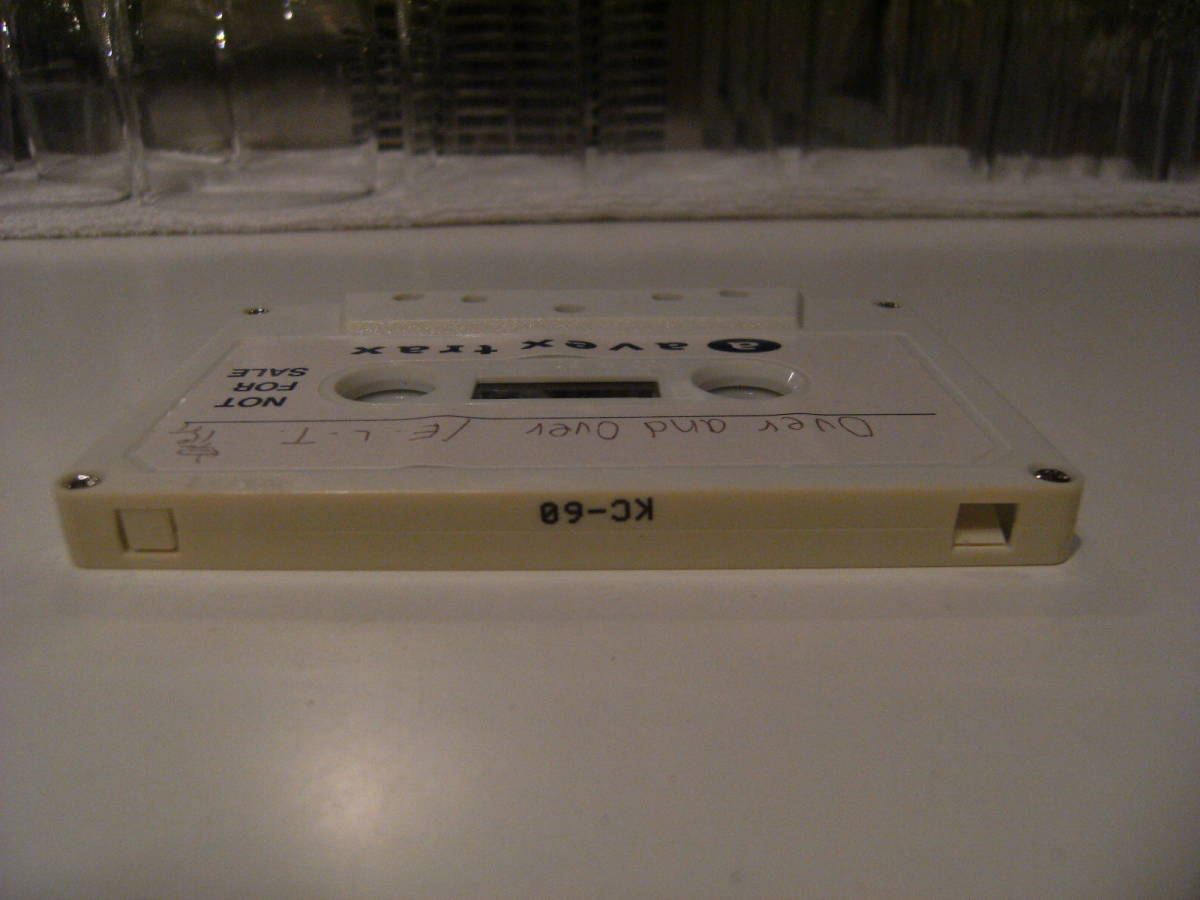 KC-60
Over and Over /E.L.T.
NOT
FOR
SALE
a avex trax